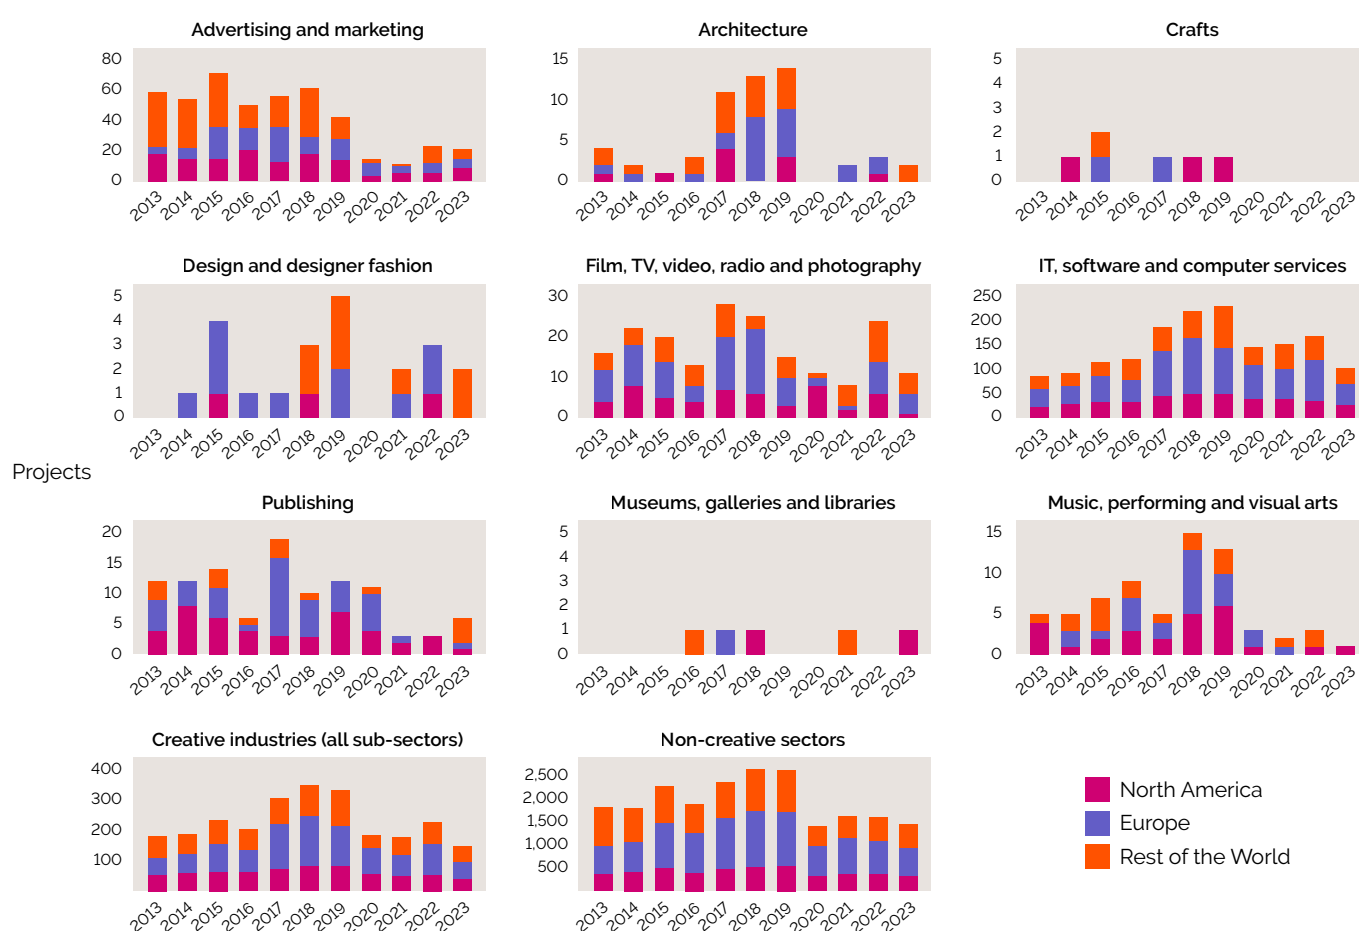 Advertising and marketing
80
60
40
20
0
2013 2014 2015 2016 2017 2018 2019 2020 2021 2022 2023
Architecture
15
10
5
0
2013 2014 2015 2016 2017 2018 2019 2020 2021 2022 2023
Crafts
5
4
3
2
1
0
2013 2014 2015 2016 2017 2018 2019 2020 2021 2022 2023
Design and designer fashion
5
4
3
2
1
0
2013 2014 2015 2016 2017 2018 2019 2020 2021 2022 2023
Film, TV, video, radio and photography
30
20
10
0
2013 2014 2015 2016 2017 2018 2019 2020 2021 2022 2023
IT, software and computer services
250
200
150
100
50
0
2013 2014 2015 2016 2017 2018 2019 2020 2021 2022 2023
Projects
Publishing
20
15
10
5
0
2013 2014 2015 2016 2017 2018 2019 2020 2021 2022 2023
Museums, galleries and libraries
5
4
3
2
1
0
2013 2014 2015 2016 2017 2018 2019 2020 2021 2022 2023
Music, performing and visual arts
15
10
5
0
2013 2014 2015 2016 2017 2018 2019 2020 2021 2022 2023
Creative industries (all sub-sectors)
400
300
200
100
2013 2014 2015 2016 2017 2018 2019 2020 2021 2022 2023
Non-creative sectors
2,500
2,000
1,500
1,000
500
2013 2014 2015 2016 2017 2018 2019 2020 2021 2022 2023
North America
Europe
Rest of the World